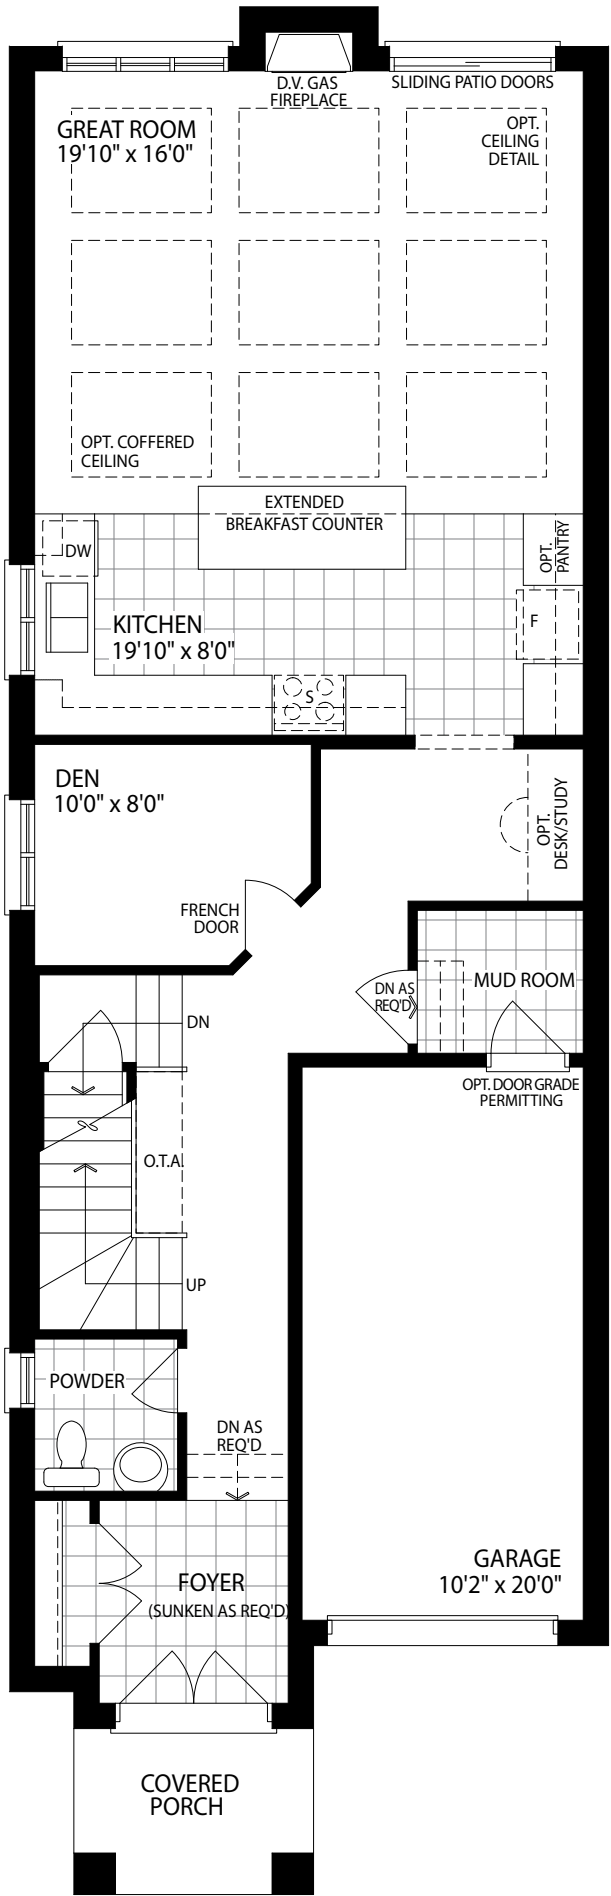 D.V. GAS
FIREPLACE
SLIDING PATIO DOORS
GREAT ROOM
19'10" x 16'0"
OPT.
CEILING
DETAIL
OPT. COFFERED
CEILING
EXTENDED
BREAKFAST COUNTER
DW
OPT.
PANTRY
KITCHEN
19'10" x 8'0"
F
S
DEN
10'0" x 8'0"
OPT.
DESK/STUDY
FRENCH
DOOR
MUD ROOM
DN AS
REQ'D
DN
OPT. DOOR GRADE
PERMITTING
O.T.A.
UP
POWDER
DN AS
REQ'D
GARAGE
10'2" x 20'0"
FOYER
(SUNKEN AS REQ'D)
COVERED
PORCH